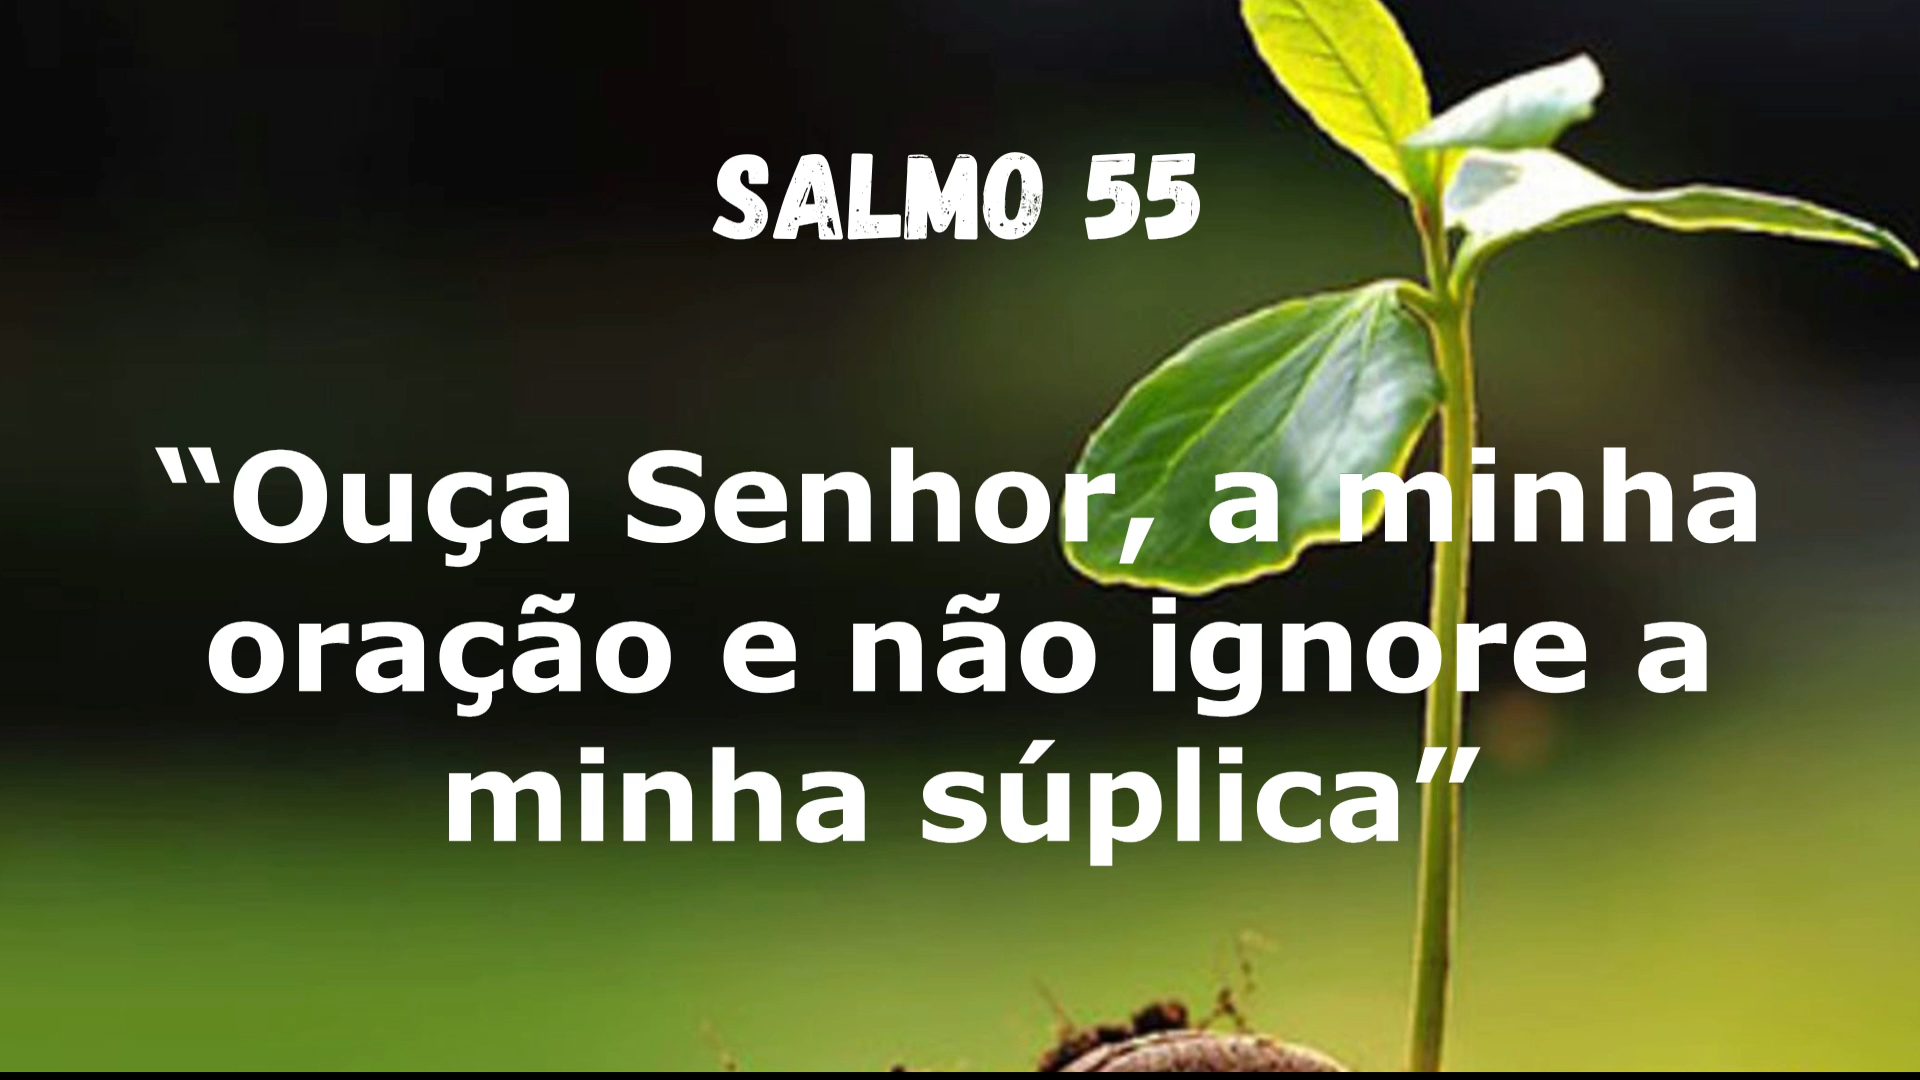 SALMO 55
“Ouça Senhor, a minha
oração e não ignore a
minha súplica”